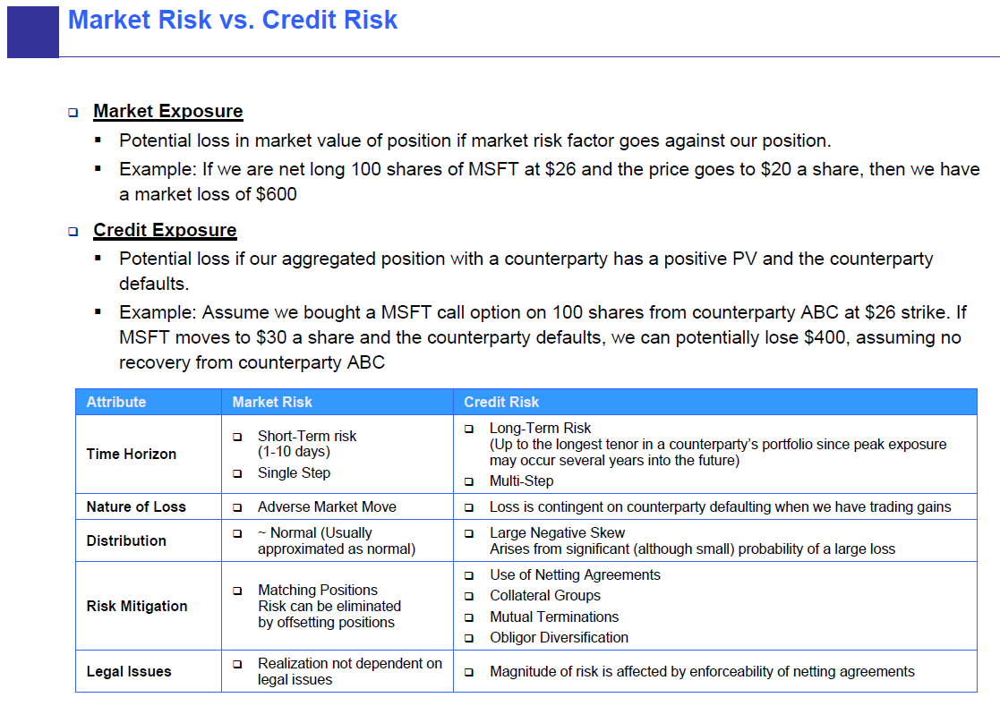 Market Risk vs. Credit Risk
Market Exposure
Potential loss in market value of position if market risk factor goes against our position.
Example: If we are net long 100 shares of MSFT at $26 and the price goes to $20 a share, then we have
a market loss of $600
Credit Exposure
Potential loss if our aggregated position with a counterparty has a positive PV and the counterparty
defaults.
Example: Assume we bought a MSFT call option on 100 shares from counterparty ABC at $26 strike. If
MSFT moves to $30 a share and the counterparty defaults, we can potentially lose $400, assuming no
recovery from counterparty ABC
Attribute
Market Risk
Credit Risk
Time Horizon
Short-Term risk
(1-10 days)
Single Step
Long-Term Risk
(Up to the longest tenor in a counterparty's portfolio since peak exposure
may occur several years into the future)
Multi-Step
Nature of Loss
Adverse Market Move
Loss is contingent on counterparty defaulting when we have trading gains
Distribution
~ Normal (Usually
approximated as normal)
Large Negative Skew
Arises from significant (although small) probability of a large loss
Risk Mitigation
Matching Positions
Risk can be eliminated
by offsetting positions
Use of Netting Agreements
Collateral Groups
Mutual Terminations
Obligor Diversification
Legal Issues
Realization not dependent on
legal issues
Magnitude of risk is affected by enforceability of netting agreements